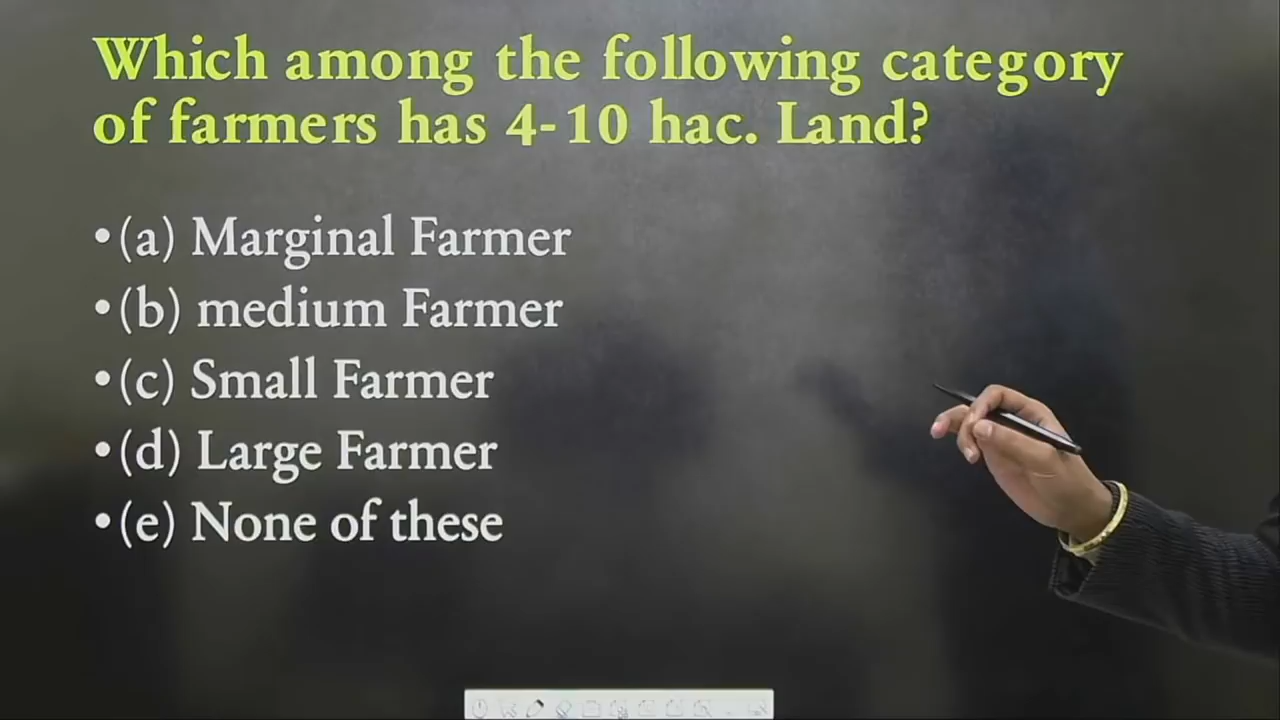 Which among the following category
of farmers has 4-10 hac. Land?
•(a) Marginal Farmer
•(b) medium Farmer
•(c) Small Farmer
•(d) Large Farmer
•(e) None of these